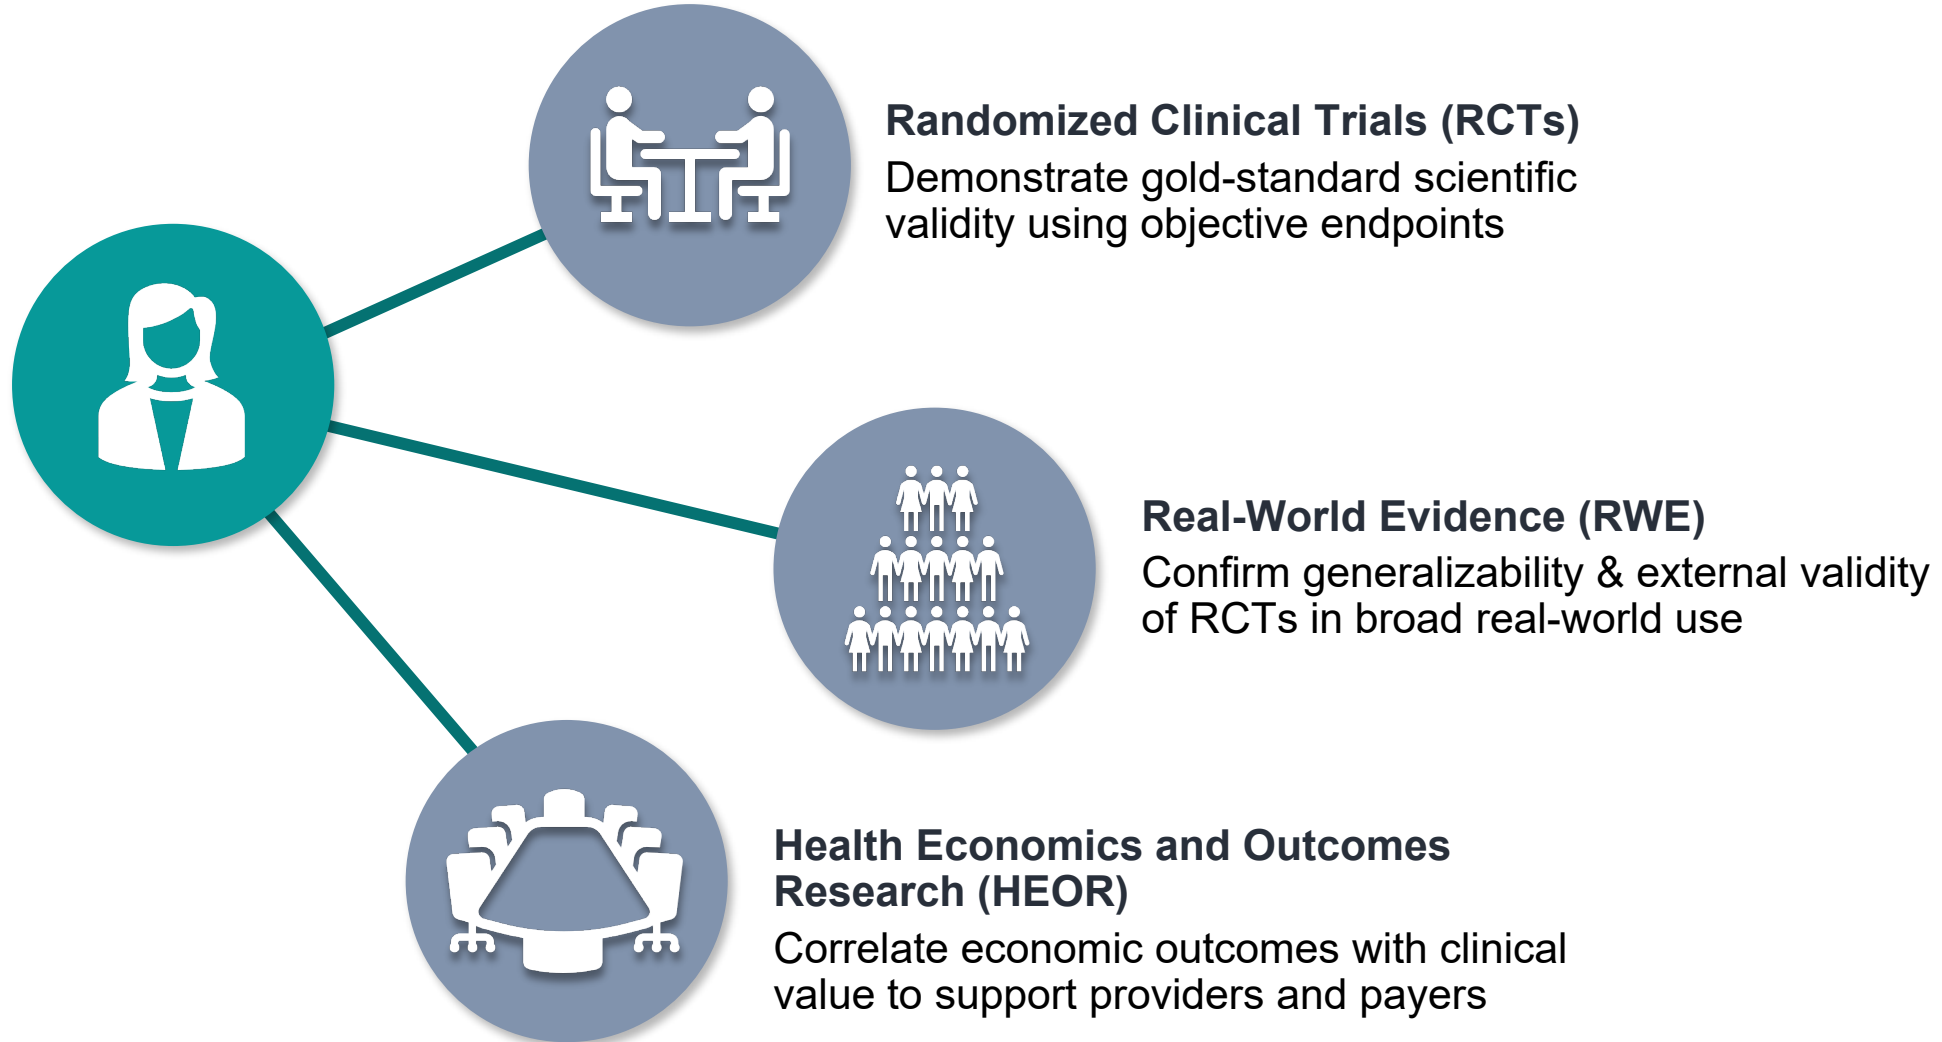 Randomized Clinical Trials (RCTs)
Demonstrate gold-standard scientific
validity using objective endpoints
Real-World Evidence (RWE)
Confirm generalizability & external validity
of RCTs in broad real-world use
Health Economics and Outcomes
Research (HEOR)
Correlate economic outcomes with clinical
value to support providers and payers